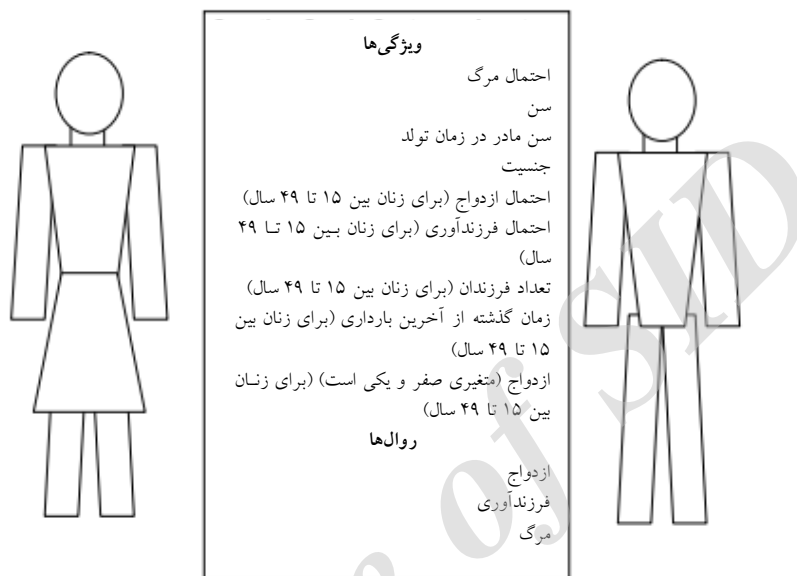 ویژگی‌ها
احتمال مرگ
سن
سن مادر در زمان تولد
جنسیت
احتمال ازدواج (برای زنان بین ۱۵ تا ۴۹ سال)
احتمال فرزندآوری (برای زنان بین ۱۵ تا ۴۹
سال)
تعداد فرزندان (برای زنان بین ۱۵ تا ۴۹ سال)
زمان گذشته از آخرین بارداری (برای زنان بین
۱۵ تا ۴۹ سال)
ازدواج (متغیری صفر و یکی است) (برای زنان
بین ۱۵ تا ۴۹ سال)
روال‌ها
ازدواج
فرزندآوری
مرگ
of SID